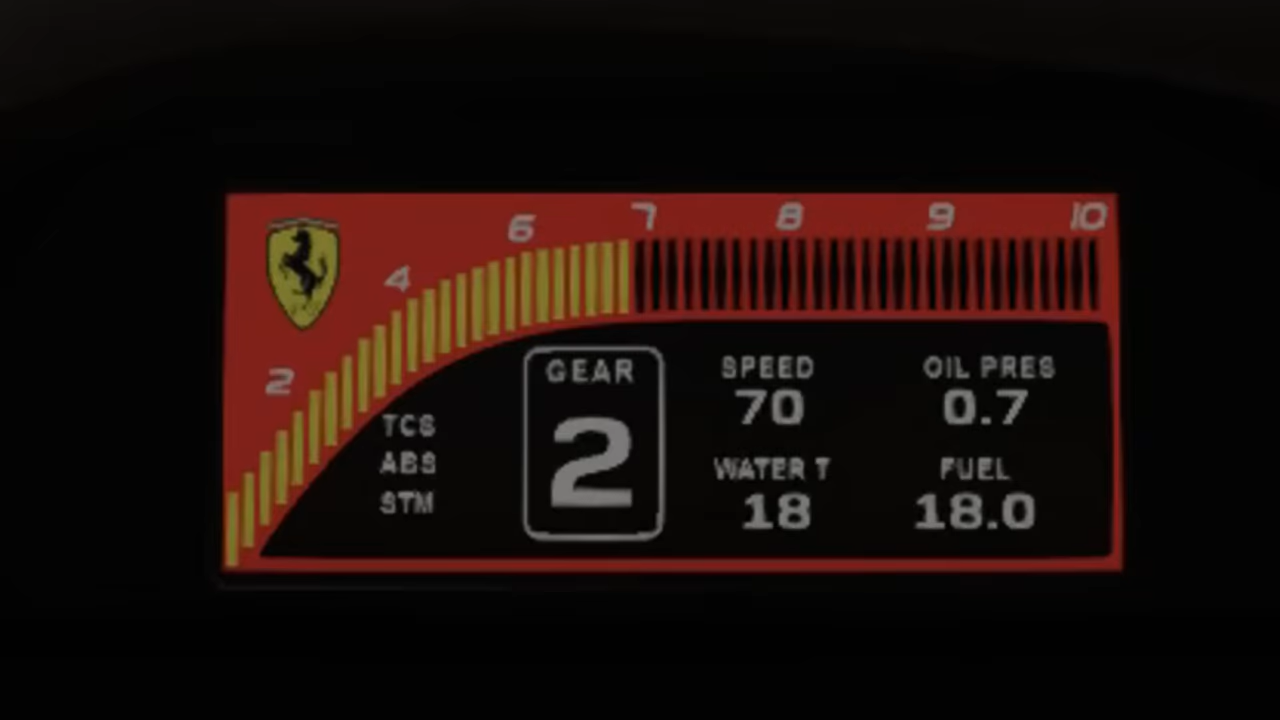 2 4 6 7 8 9 10
GEAR
2
SPEED
70
OIL PRES
0.7
TCS
ABS
STM
WATER T
18
FUEL
18.0